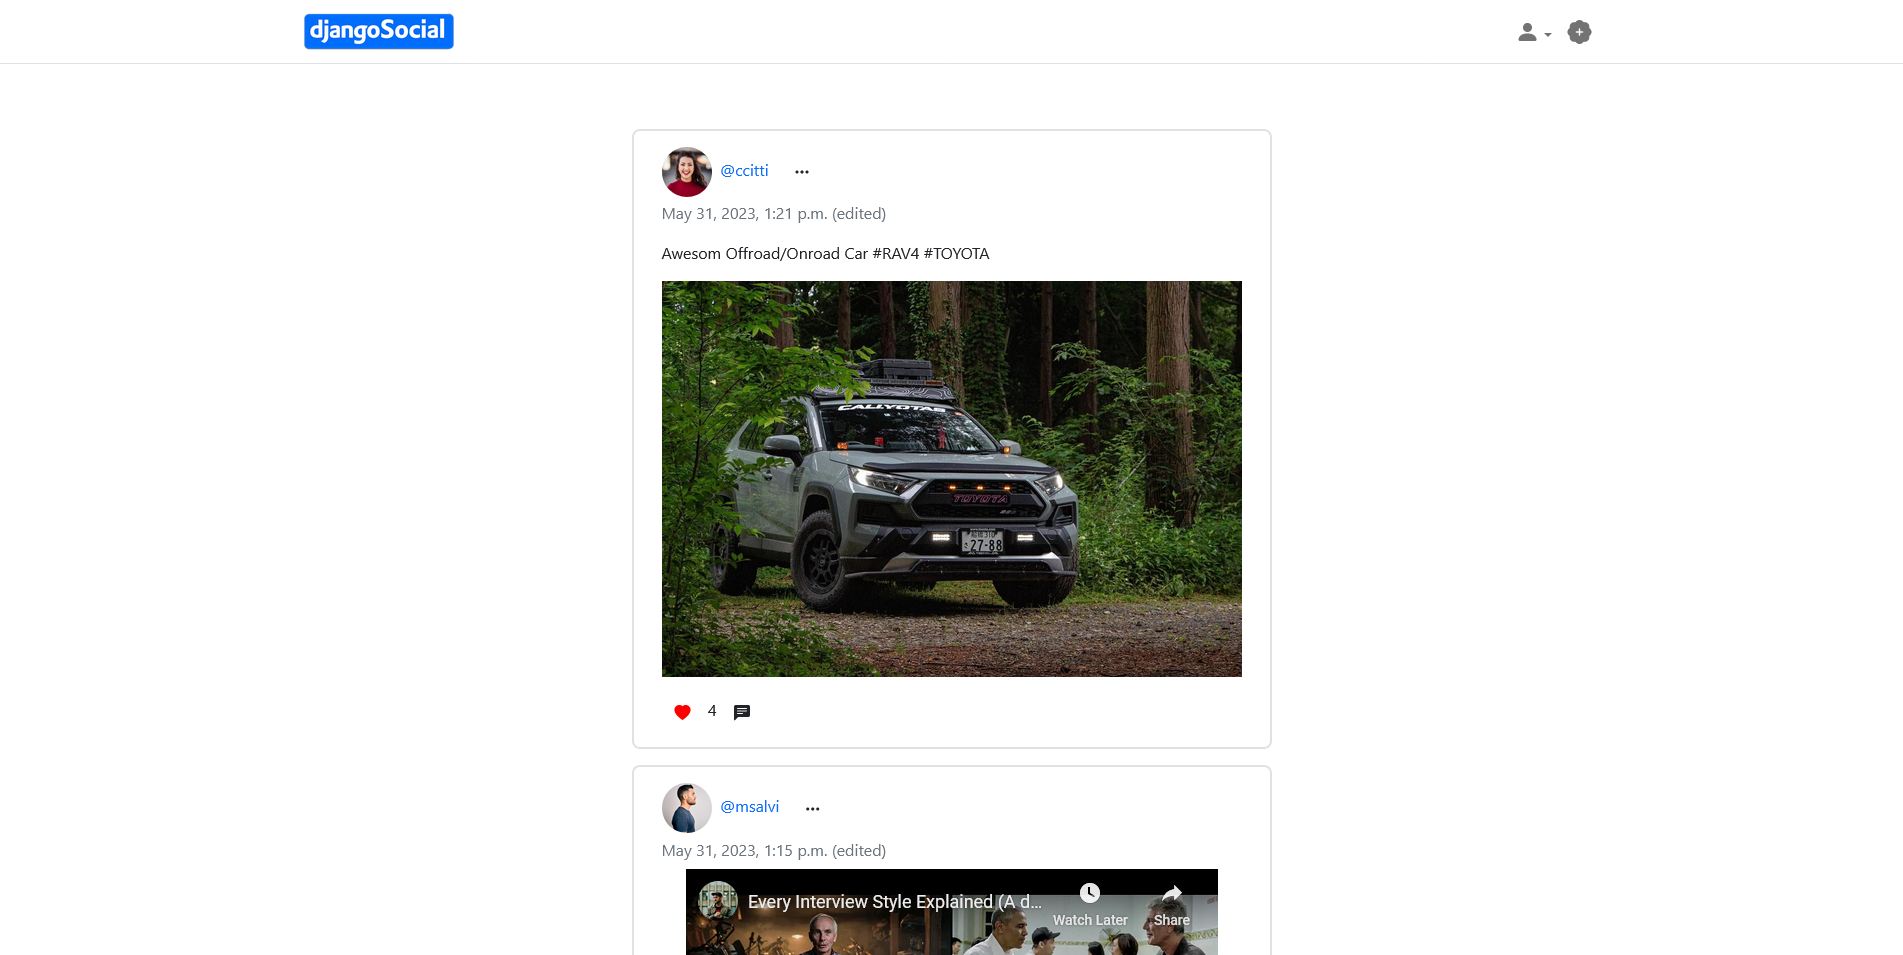 djangoSocial
@ccitti
May 31, 2023, 1:21 p.m. (edited)
Awesom Offroad/Onroad Car #RAV4 #TOYOTA
CALLYOTAS
TOYOTA
27-88
4
@msalvi
May 31, 2023, 1:15 p.m. (edited)
Every Interview Style Explained (A d...
Watch Later
Share